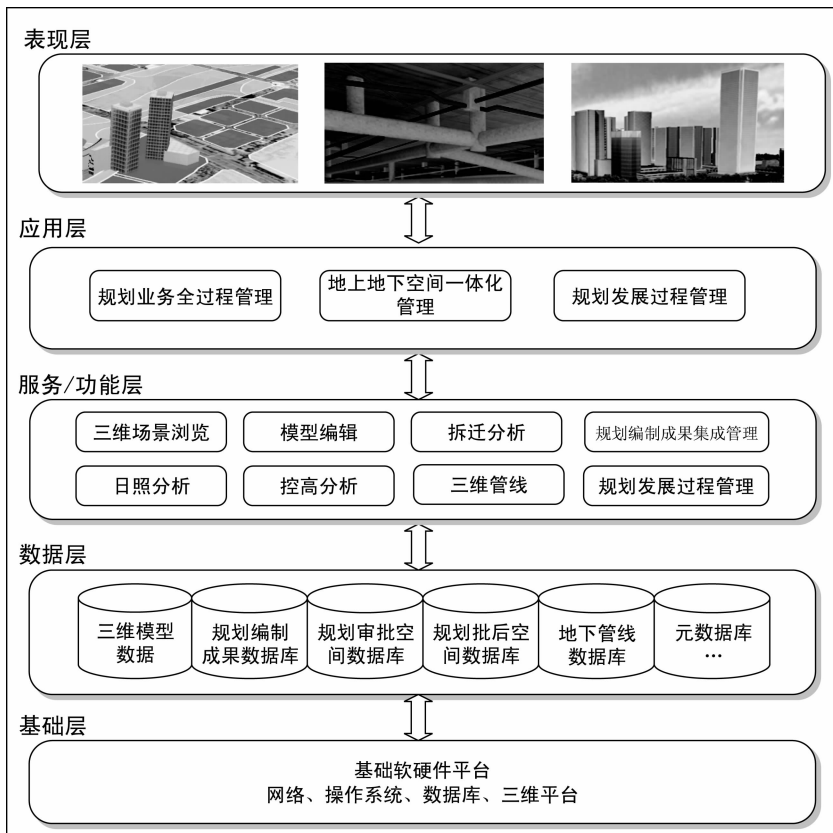 表现层
应用层
规划业务全过程管理
地上地下空间一体化
管理
规划发展过程管理
服务/功能层
三维场景浏览
模型编辑
拆迁分析
规划编制成果集成管理
日照分析
控高分析
三维管线
规划发展过程管理
数据层
三维模型
数据
规划编制
成果数据库
规划审批空
间数据库
规划批后空
间数据库
地下管线
数据库
元数据库
…
基础层
基础软硬件平台
网络、操作系统、数据库、三维平台